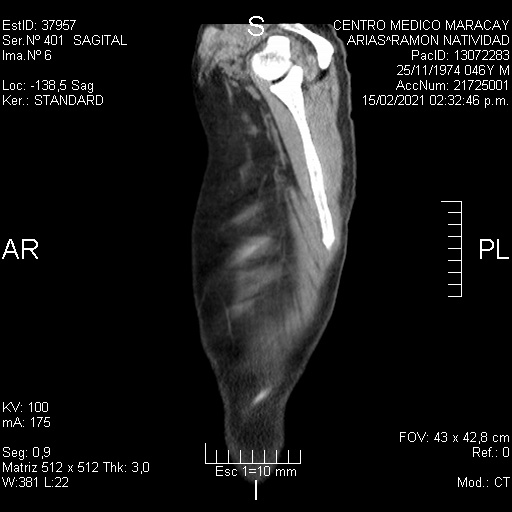 EstID: 37957
Ser.Nº 401 SAGITAL
Ima.Nº 6
Loc: -138,5 Sag
Ker.: STANDARD
S
CENTRO MEDICO MARACAY
ARIAS^RAMON NATIVIDAD
PacID: 13072283
25/11/1974 046Y M
AccNum: 21725001
15/02/2021 02:32:46 p.m.
AR
PL
KV: 100
mA: 175
Seg: 0,9
Matriz 512 x 512 Thk: 3,0
W:381 L:22
Esc 1=10 mm
I
FOV: 43 x 42,8 cm
Ref.: 0
Mod.: CT